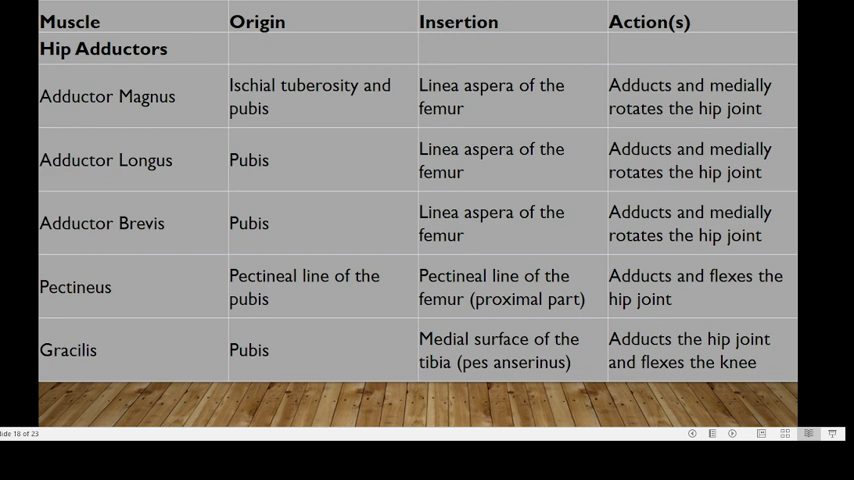 Muscle Origin Insertion Action(s)
Hip Adductors
Adductor Magnus
Ischial tuberosity and
pubis
Linea aspera of the
femur
Adducts and medially
rotates the hip joint
Adductor Longus
Pubis
Linea aspera of the
femur
Adducts and medially
rotates the hip joint
Adductor Brevis
Pubis
Linea aspera of the
femur
Adducts and medially
rotates the hip joint
Pectineus
Pectineal line of the
pubis
Pectineal line of the
femur (proximal part)
Adducts and flexes the
hip joint
Gracilis
Pubis
Medial surface of the
tibia (pes anserinus)
Adducts the hip joint
and flexes the knee
lide 18 of 23